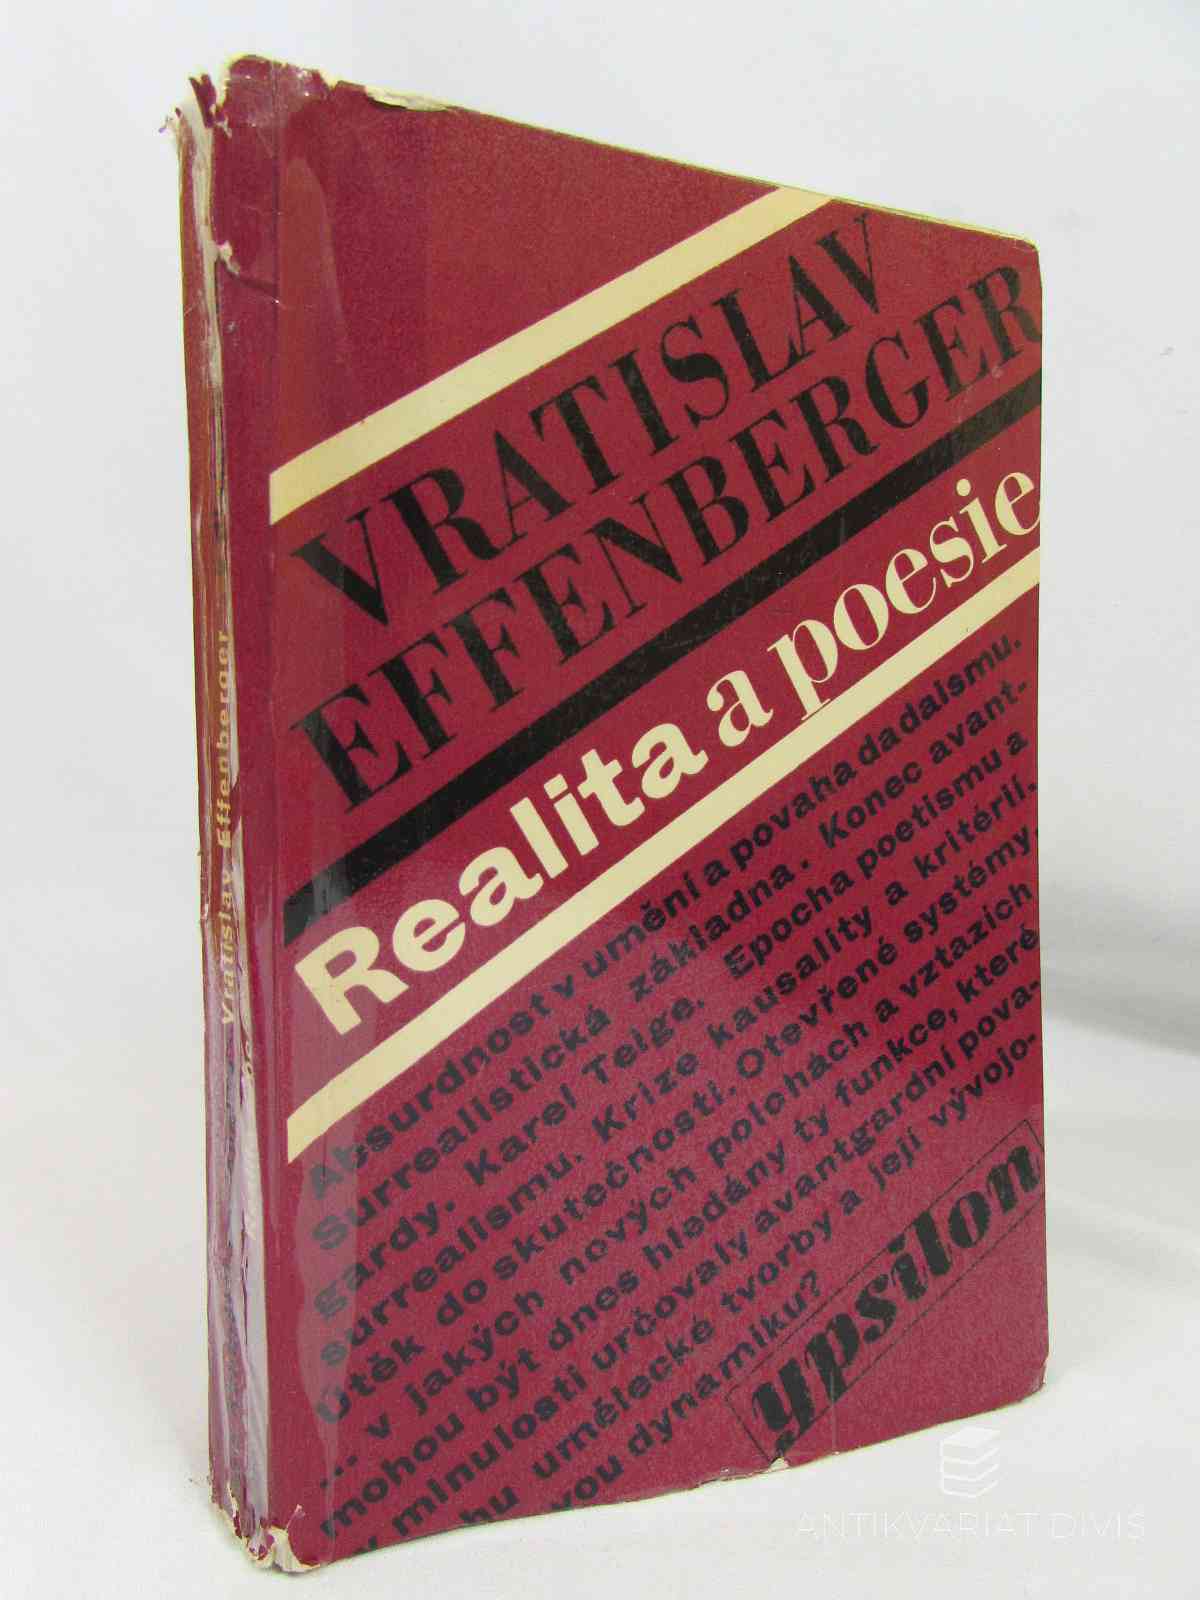 VRATISLAV
EFFENBERGER
Realita a poesie
Absurdnost v umění a povaha dadaismu.
Surrealistická základna. Konec avant-
gardy. Karel Teige. Epocha poetismu a
surrealismu. Krize kausality a kritérií.
Útěk do skutečnosti. Otevřené systémy.
... v jakých nových polohách a vztazích
mohou být dnes hledány ty funkce, které
v minulosti určovaly avantgardní pova-
hu umělecké tvorby a její vývojo-
vou dynamiku?
ypsilon
Vratislav Effenberger
ANTIKVARIAT DIVIS